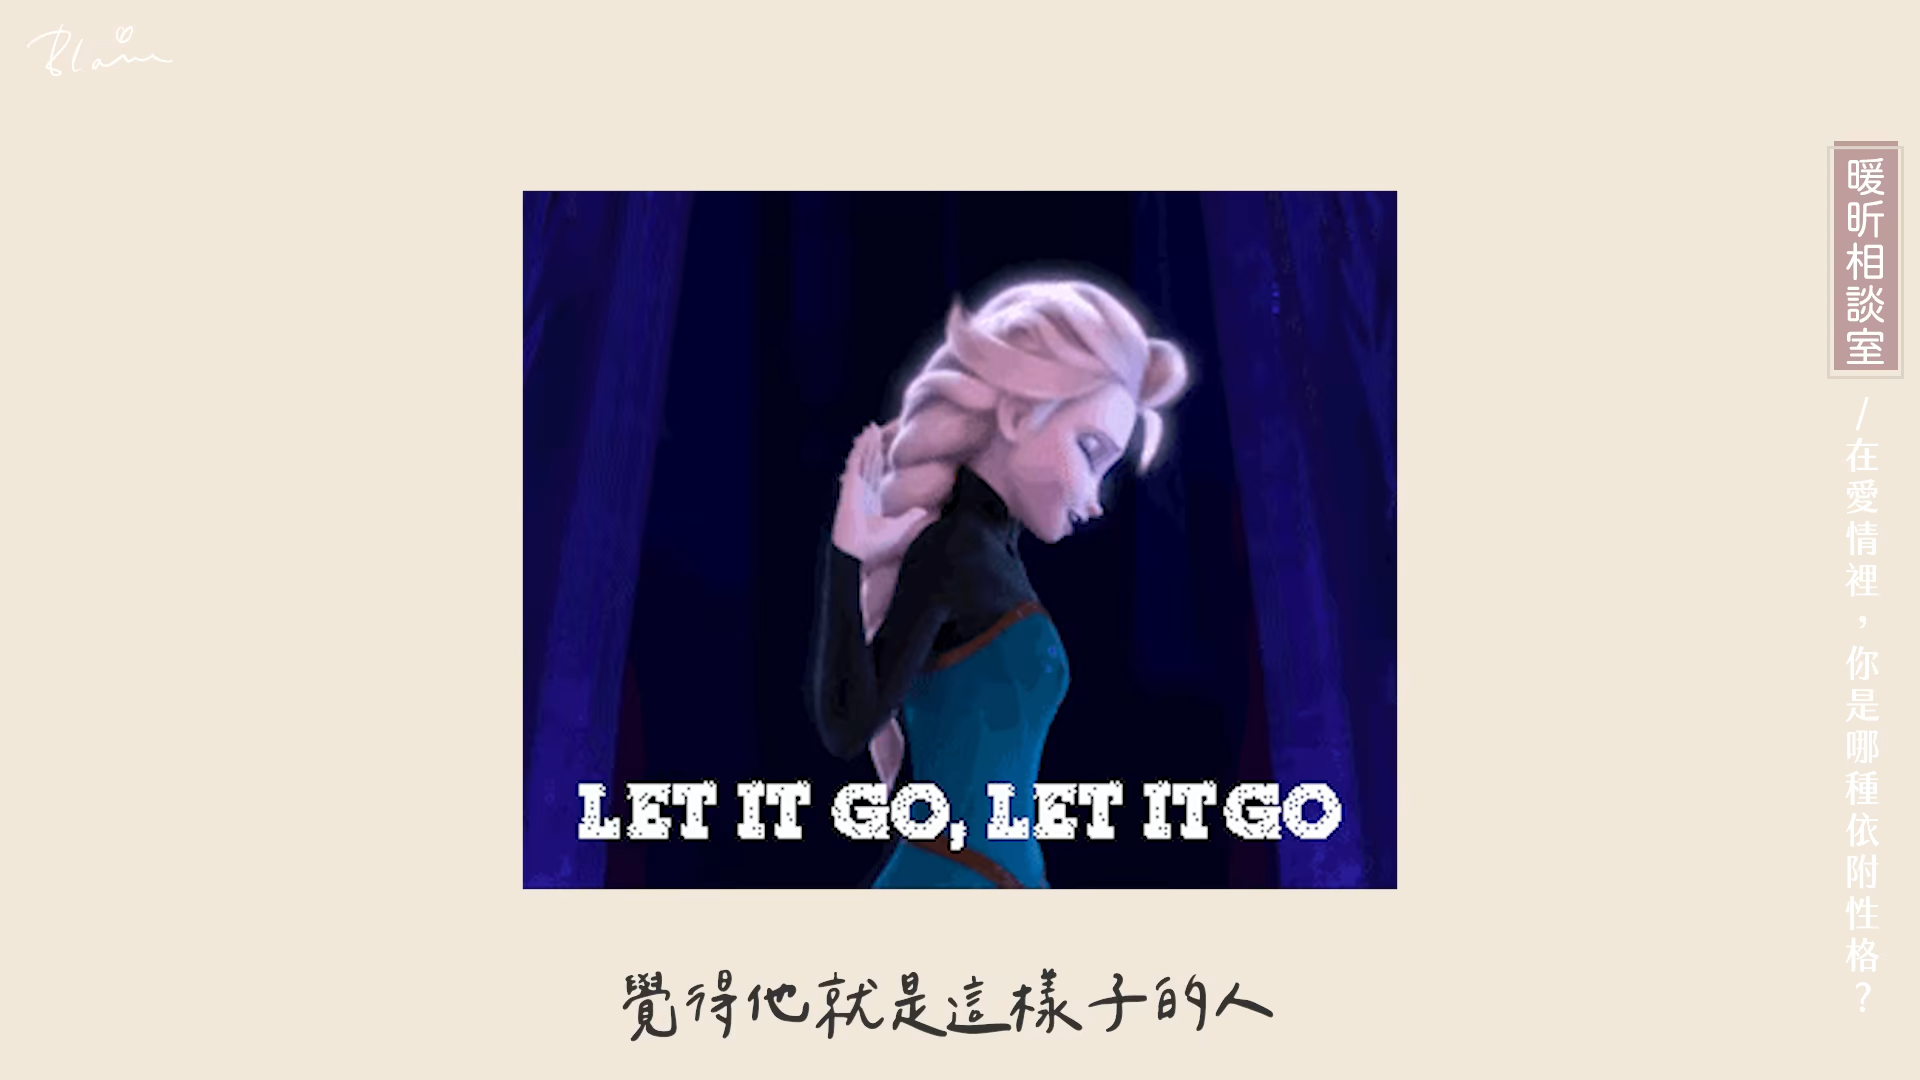 Blair
暖昕相談室
/在愛情裡，你是哪種依附性格？
LET IT GO, LET IT GO
覺得他就是這樣子的人